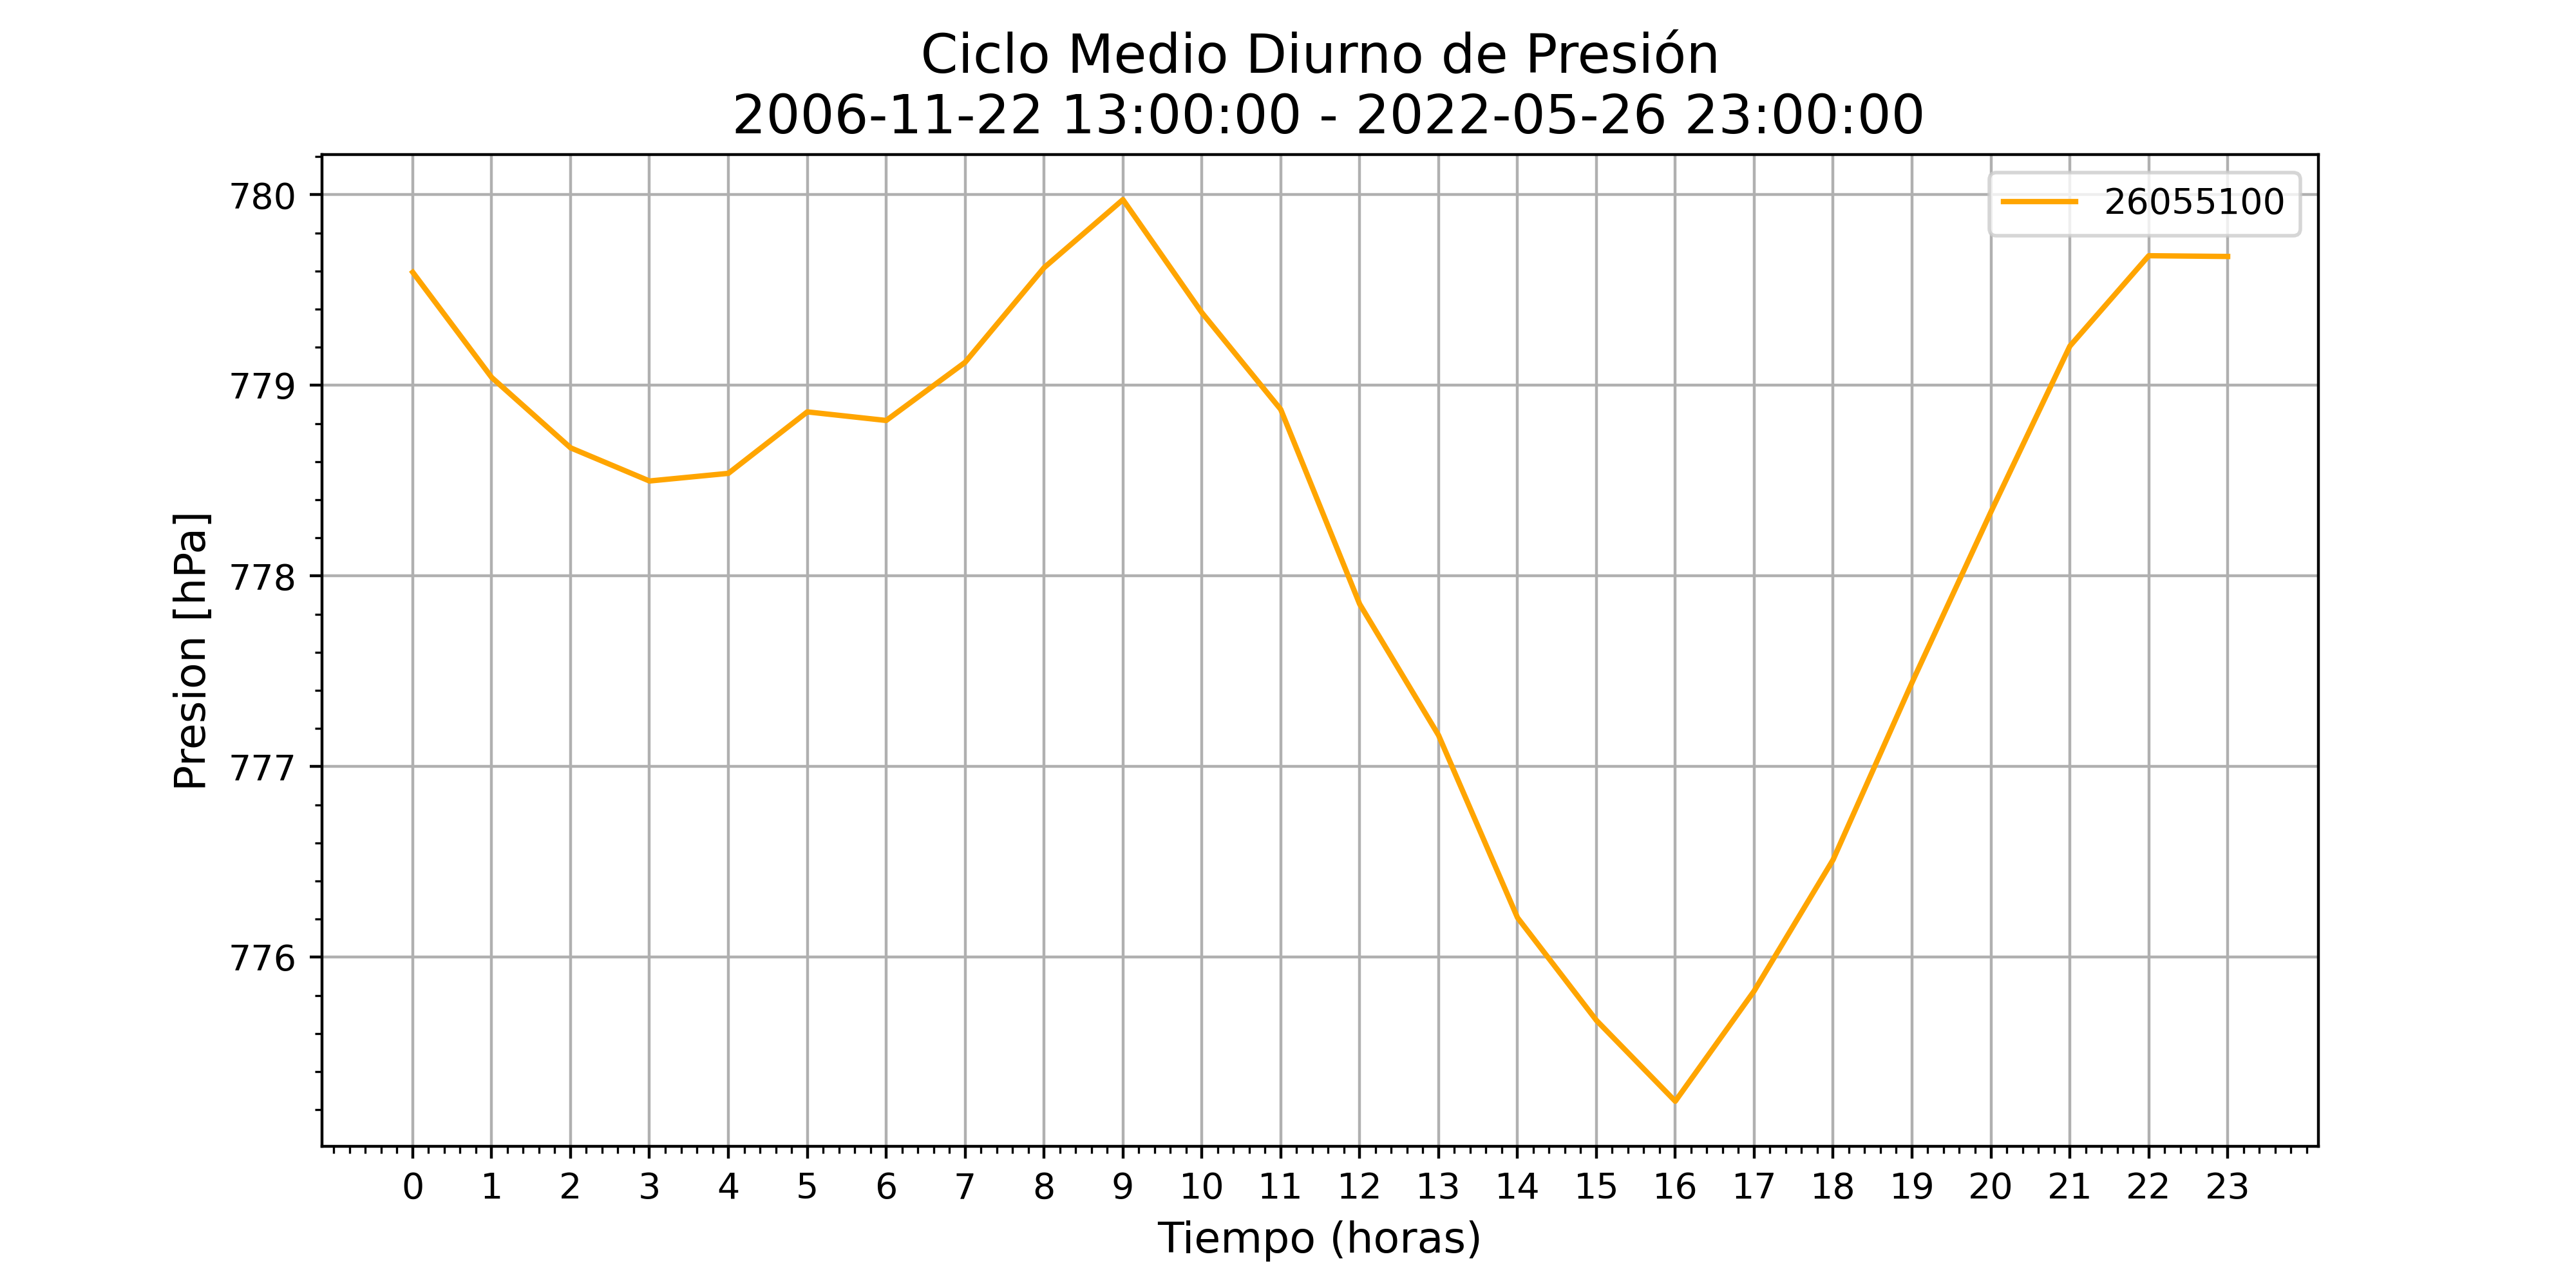 Ciclo Medio Diurno de Presión
2006-11-22 13:00:00 - 2022-05-26 23:00:00
26055100
780
779
778
777
776
Presion [hPa]
0 1 2 3 4 5 6 7 8 9 10 11 12 13 14 15 16 17 18 19 20 21 22 23
Tiempo (horas)